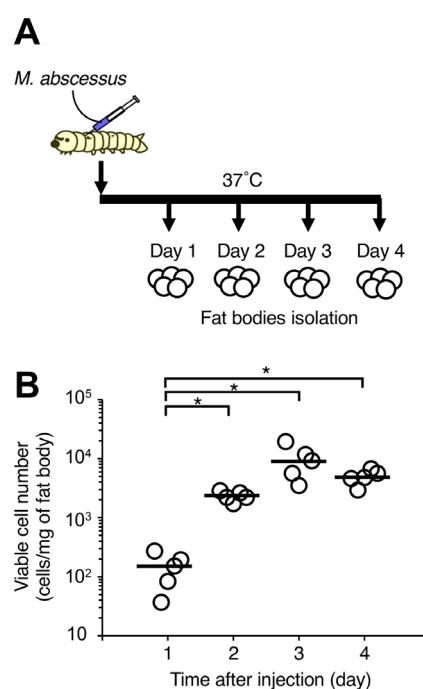 A
M. abscessus
37°C
Day 1 Day 2 Day 3 Day 4
Fat bodies isolation
B
*
*
*
10⁵
10⁴
10³
10²
10
Viable cell number
(cells/mg of fat body)
1 2 3 4
Time after injection (day)